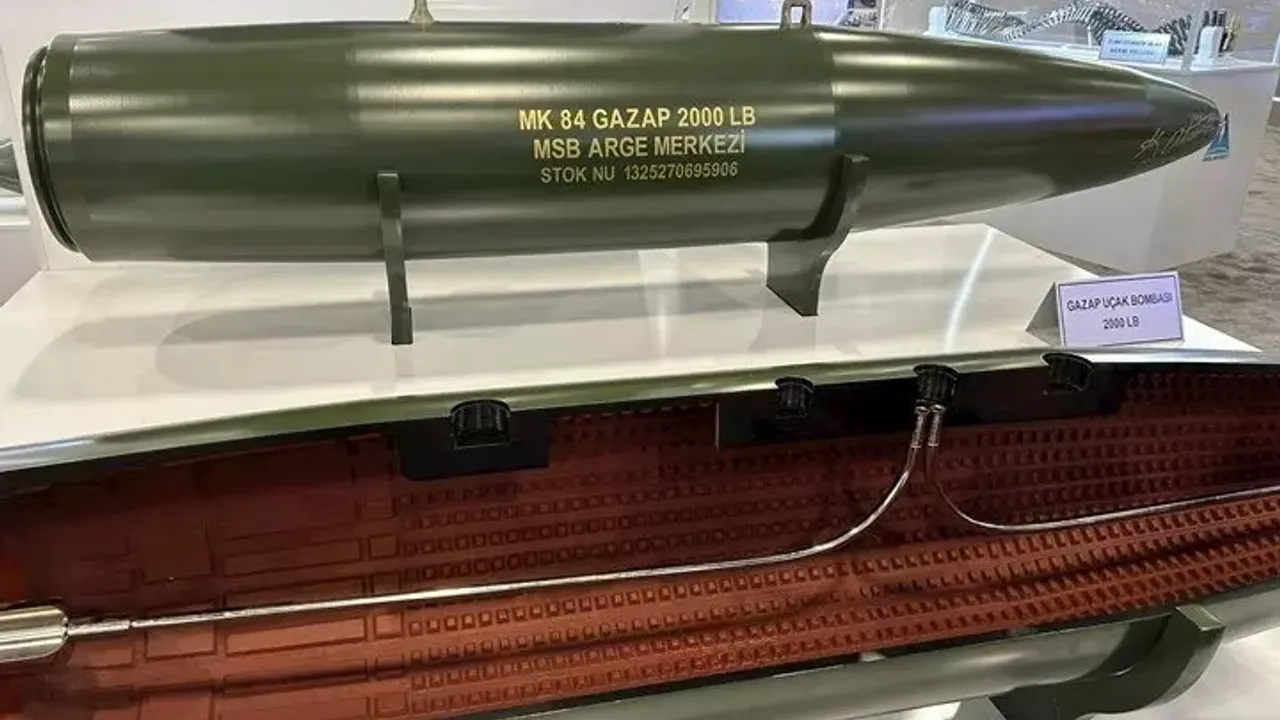 MK 84 GAZAP 2000 LB
MSB ARGE MERKEZİ
STOK NU 1325270695906
GAZAP UÇAK BOMBASI
2000 LB